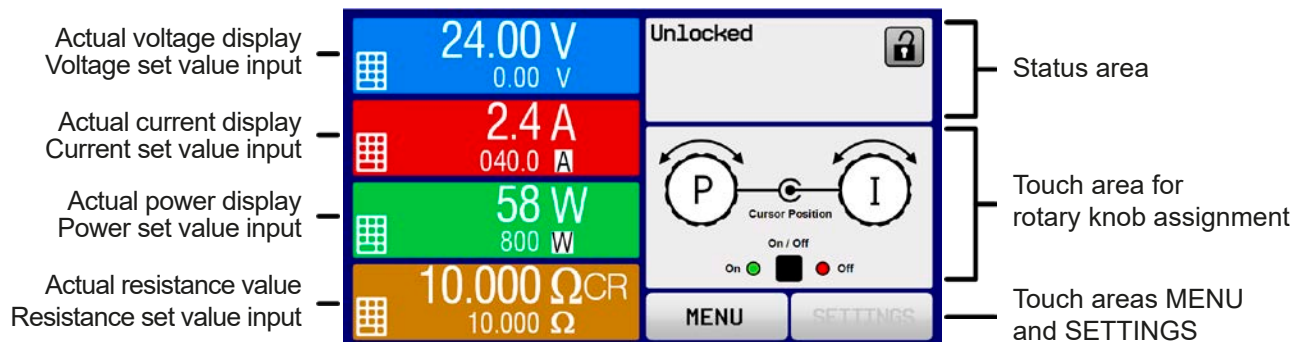 Actual voltage display
Voltage set value input
Actual current display
Current set value input
Actual power display
Power set value input
Actual resistance value
Resistance set value input
24.00 V
0.00 V
2.4 A
040.0 A
58 W
800 W
10.000 ΩCR
10.000 Ω
Unlocked
P
I
Cursor Position
On / Off
On
Off
MENU
SETTINGS
Status area
Touch area for
rotary knob assignment
Touch areas MENU
and SETTINGS